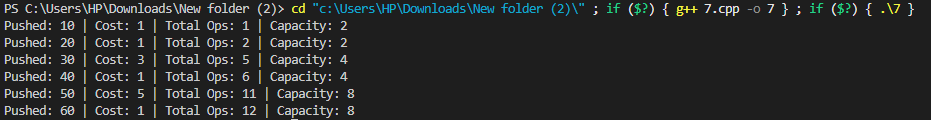 PS C:\Users\HP\Downloads\New folder (2)> cd "c:\Users\HP\Downloads\New folder (2)\" ; if ($?) { g++ 7.cpp -o 7 } ; if ($?) { .\7 }
Pushed: 10 | Cost: 1 | Total Ops: 1 | Capacity: 2
Pushed: 20 | Cost: 1 | Total Ops: 2 | Capacity: 2
Pushed: 30 | Cost: 3 | Total Ops: 5 | Capacity: 4
Pushed: 40 | Cost: 1 | Total Ops: 6 | Capacity: 4
Pushed: 50 | Cost: 5 | Total Ops: 11 | Capacity: 8
Pushed: 60 | Cost: 1 | Total Ops: 12 | Capacity: 8